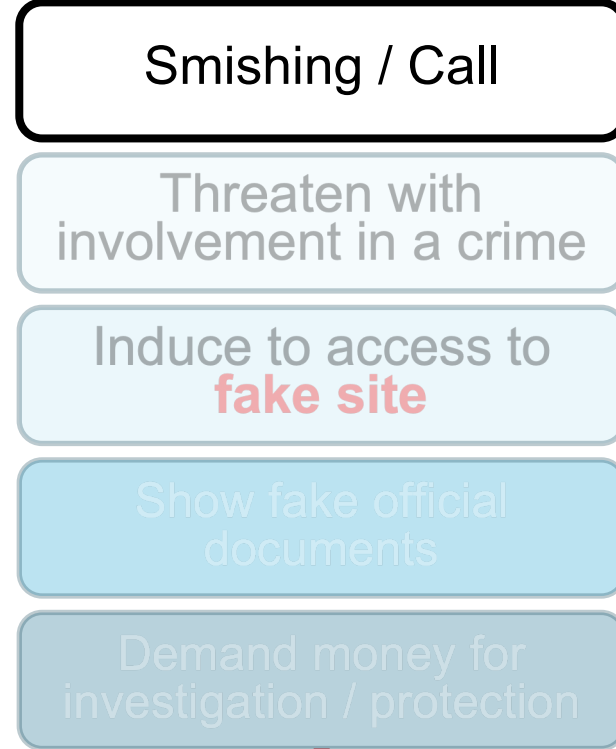 Smishing / Call
Threaten with
involvement in a crime
Induce to access to
fake site
Show fake official
documents
Demand money for
investigation / protection